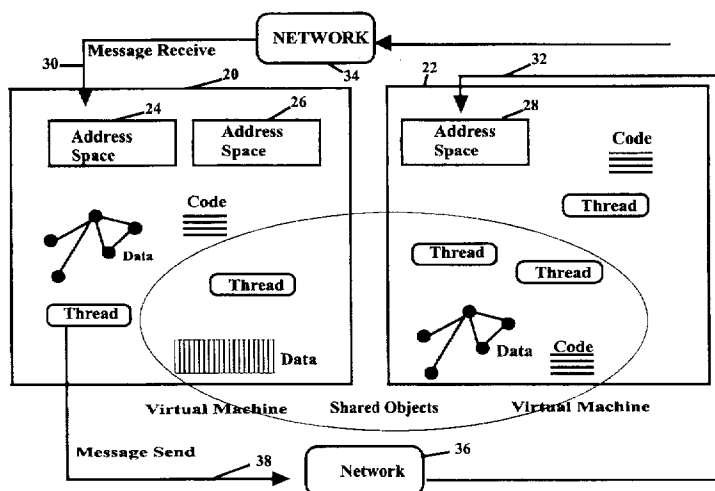 NETWORK
Message Receive
30
34
20
32
22
24
26
28
Address Space
Address Space
Address Space
Code
Code
Thread
Data
Thread
Thread
Thread
Thread
Data
Data
Code
Virtual Machine
Shared Objects
Virtual Machine
Message Send
38
Network
36